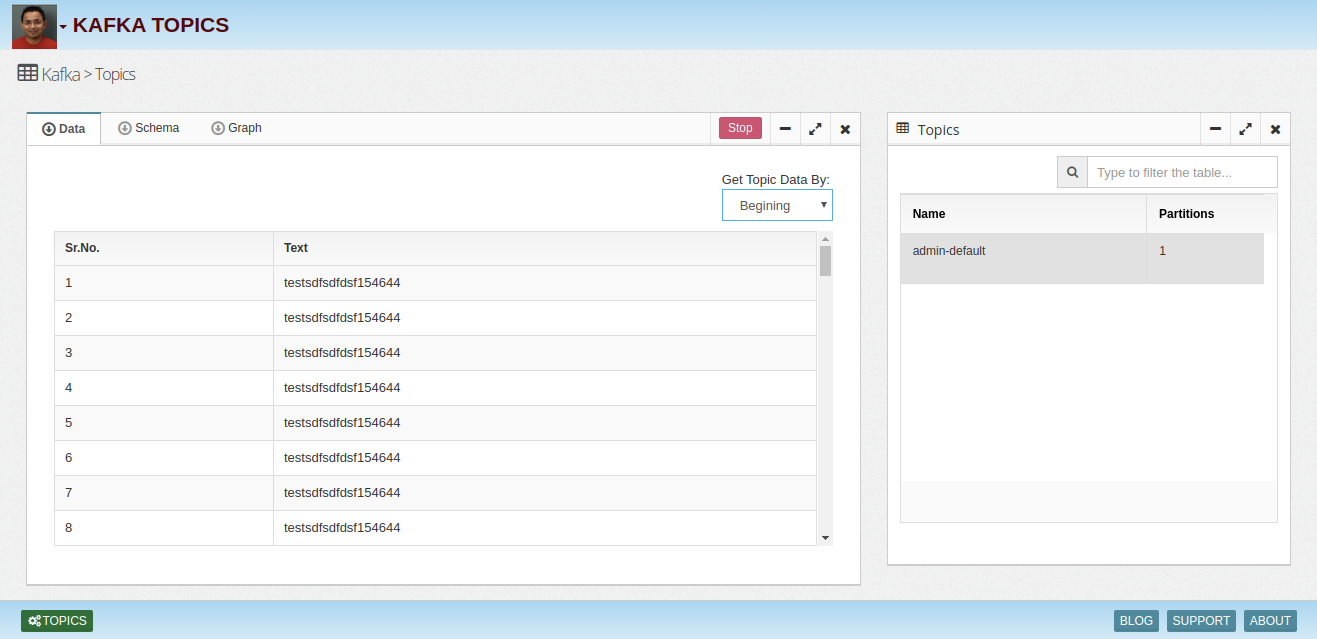 KAFKA TOPICS
Kafka > Topics
Data Schema Graph Stop
Get Topic Data By:
Begining
Sr.No. Text
1 testsdfsdfdsf154644
2 testsdfsdfdsf154644
3 testsdfsdfdsf154644
4 testsdfsdfdsf154644
5 testsdfsdfdsf154644
6 testsdfsdfdsf154644
7 testsdfsdfdsf154644
8 testsdfsdfdsf154644
Topics
Type to filter the table...
Name Partitions
admin-default 1
TOPICS BLOG SUPPORT ABOUT